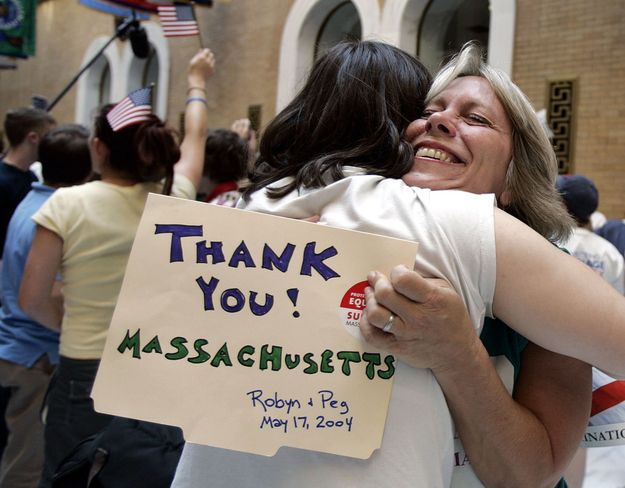 THANK
YOU!
MASSACHUSETTS
Robyn + Peg
May 17, 2004